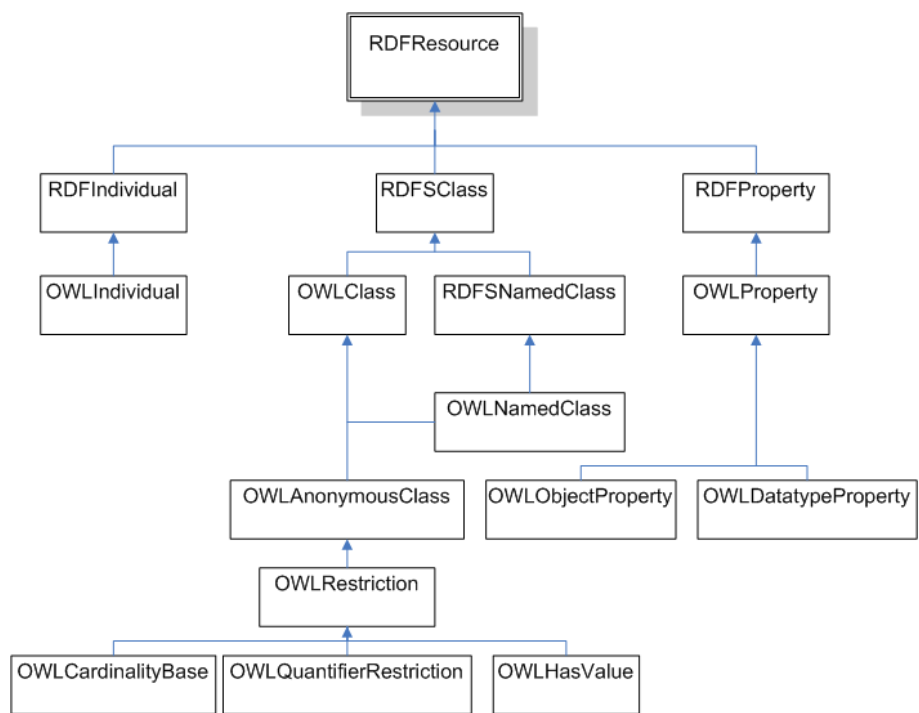 RDFResource
RDFIndividual
RDFSClass
RDFProperty
OWLIndividual
OWLClass
RDFSNamedClass
OWLProperty
OWLNamedClass
OWLAnonymousClass
OWLObjectProperty
OWLDatatypeProperty
OWLRestriction
OWLCardinalityBase
OWLQuantifierRestriction
OWLHasValue